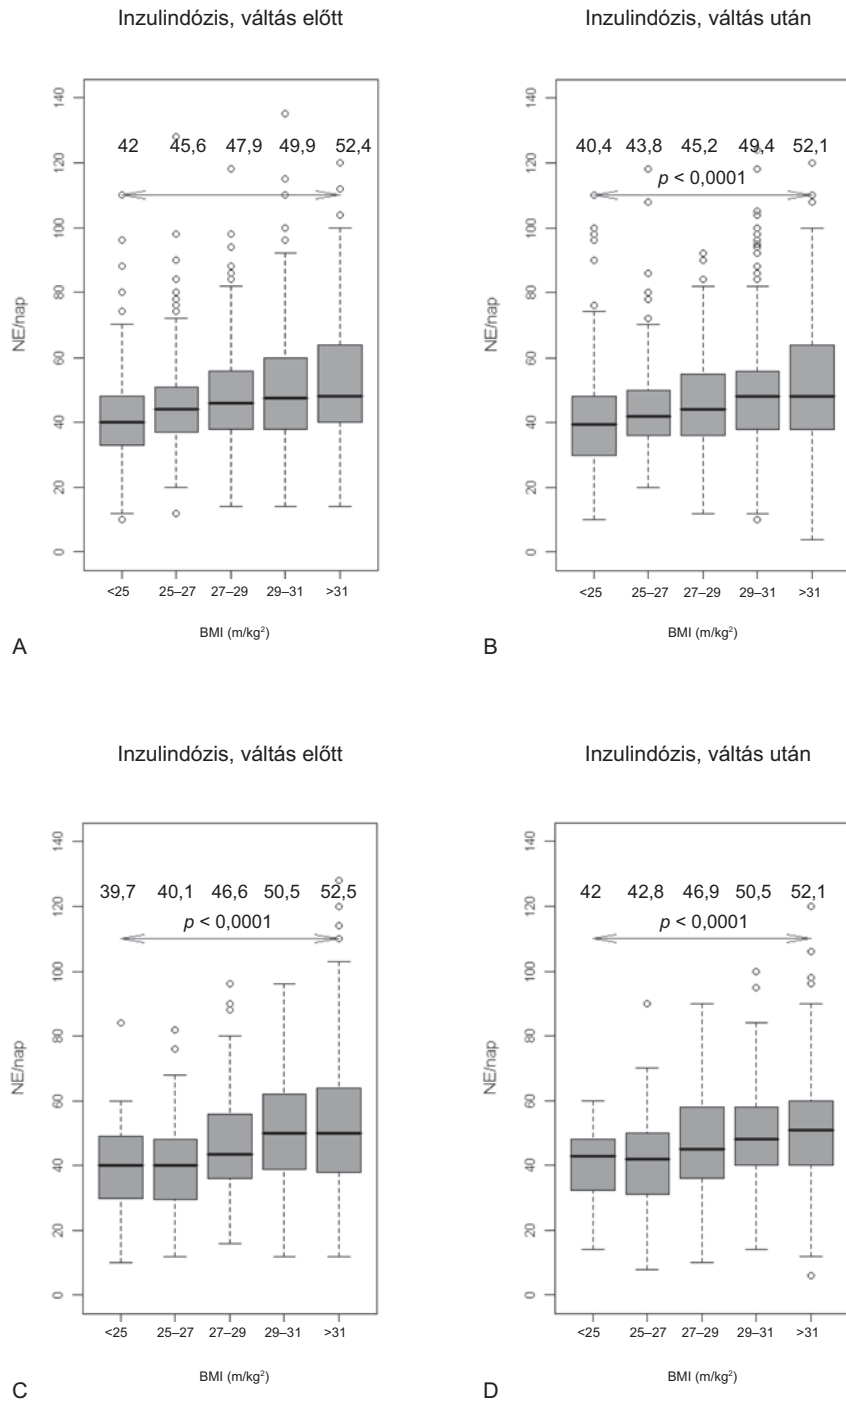 Inzulindózis, váltás előtt
140
120
100
80
60
40
20
0
NE/nap
42 45,6 47,9 49,9 52,4
<25 25–27 27–29 29–31 >31
BMI (m/kg²)
A
Inzulindózis, váltás után
140
120
100
80
60
40
20
0
NE/nap
40,4 43,8 45,2 49,4 52,1
p < 0,0001
<25 25–27 27–29 29–31 >31
BMI (m/kg²)
B
Inzulindózis, váltás előtt
140
120
100
80
60
40
20
0
NE/nap
39,7 40,1 46,6 50,5 52,5
p < 0,0001
<25 25–27 27–29 29–31 >31
BMI (m/kg²)
C
Inzulindózis, váltás után
140
120
100
80
60
40
20
0
NE/nap
42 42,8 46,9 50,5 52,1
p < 0,0001
<25 25–27 27–29 29–31 >31
BMI (m/kg²)
D